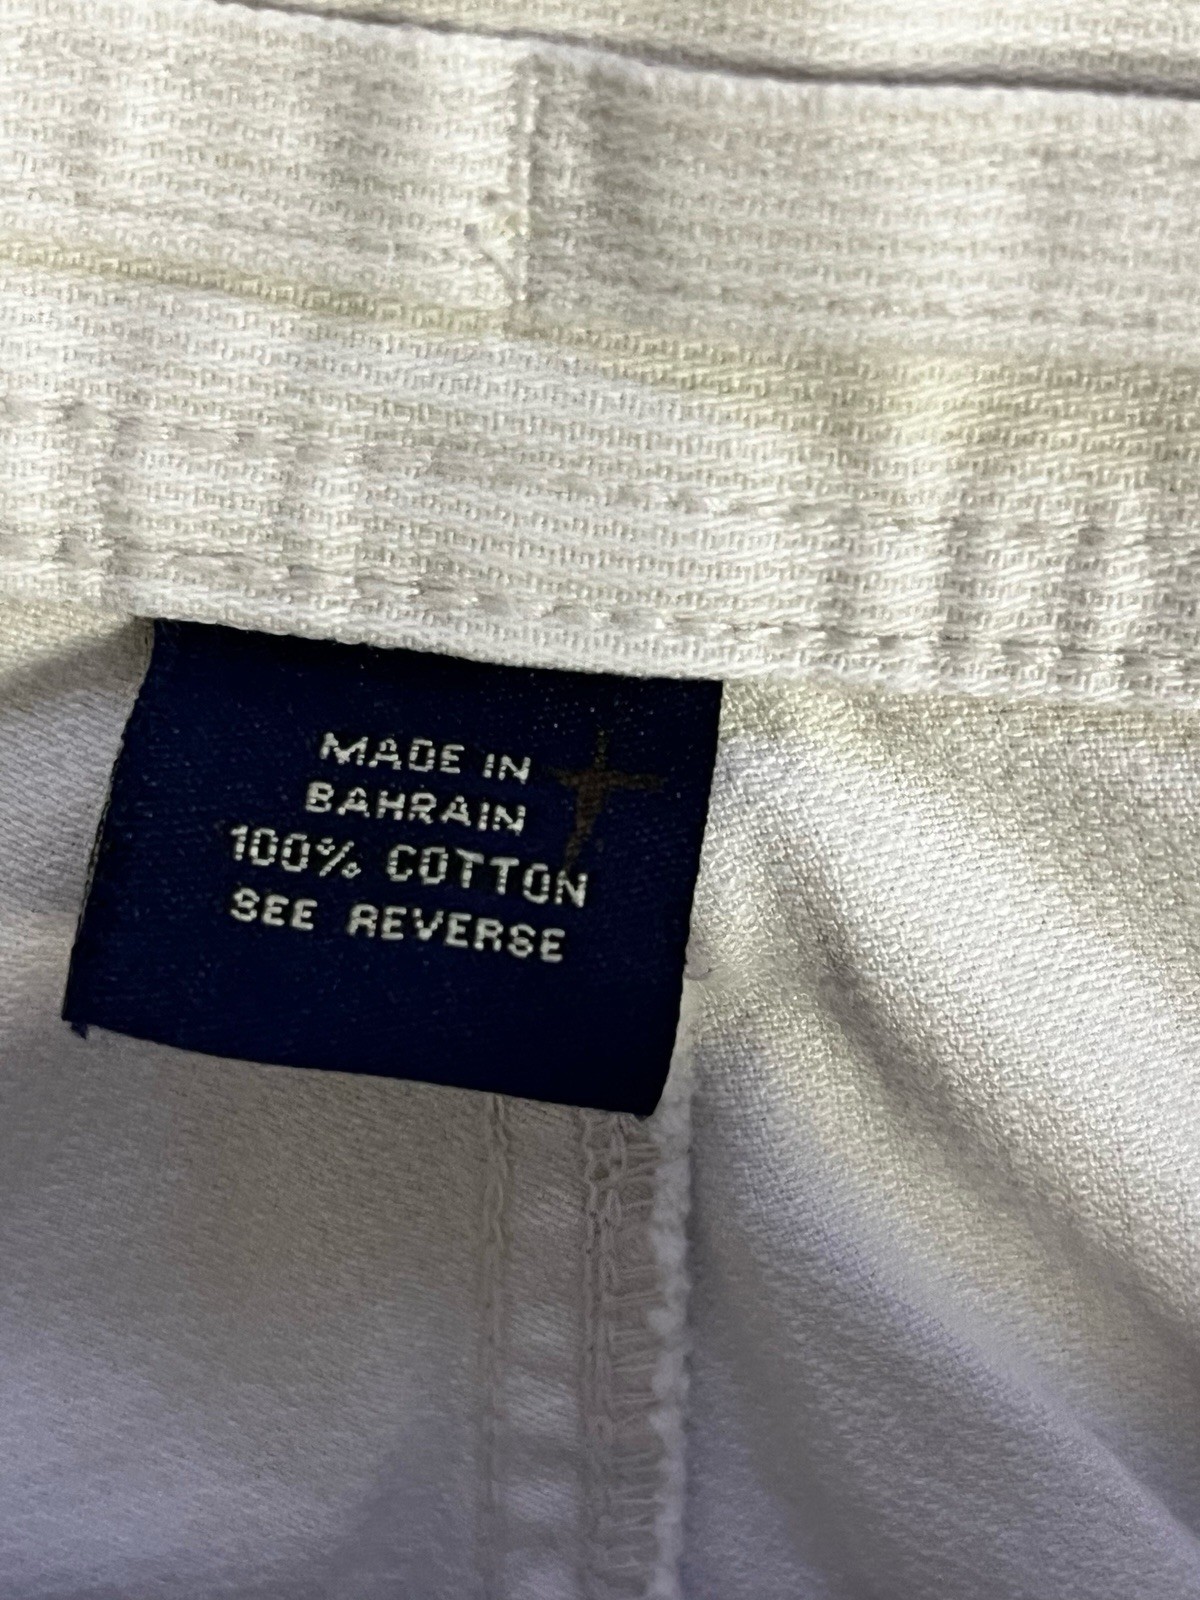 MADE IN
BAHRAIN
100% COTTON
SEE REVERSE